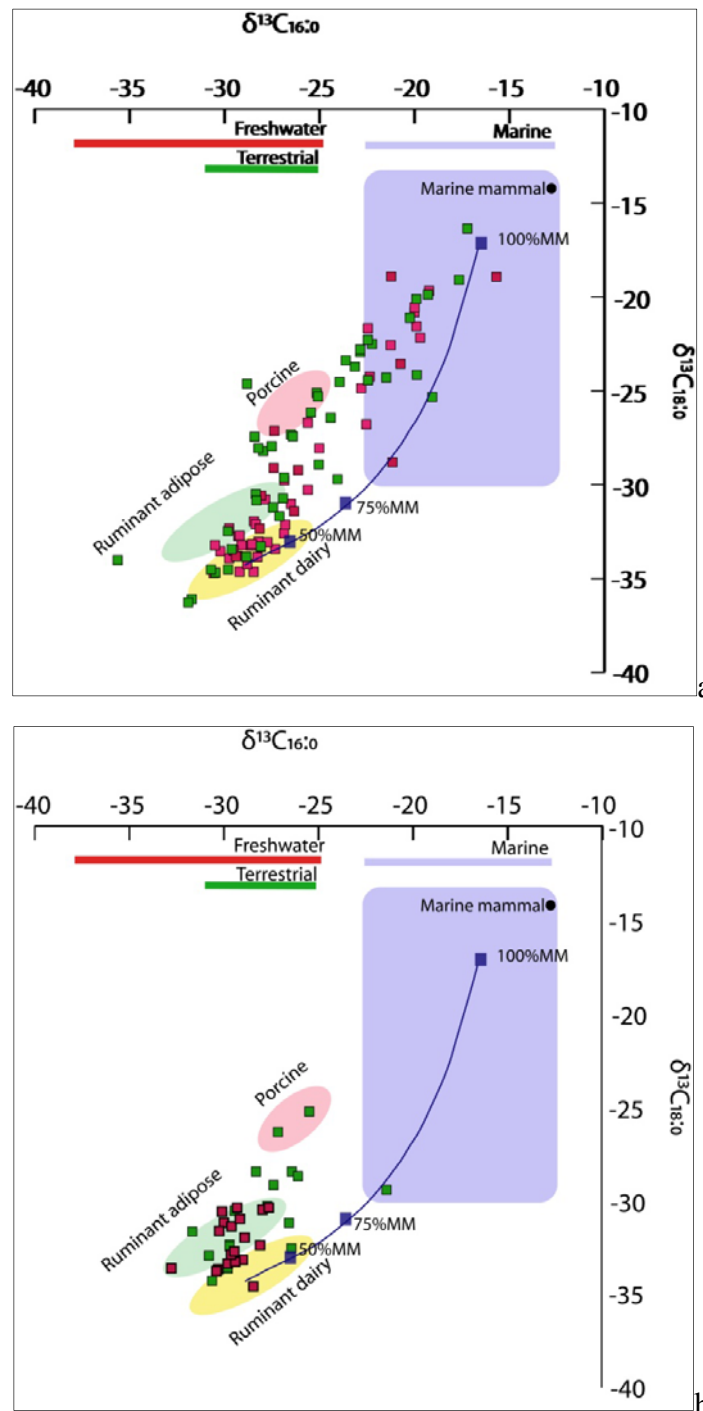 δ¹³C₁₆:₀
-40 -35 -30 -25 -20 -15 -10
-10
Freshwater Marine
Terrestrial
Marine mammal
-15
100%MM
-20
δ¹³C₁₈:₀
Porcine
-25
Ruminant adipose
-30
75%MM
50%MM
Ruminant dairy
-35
-40
a
δ¹³C₁₆:₀
-40 -35 -30 -25 -20 -15 -10
-10
Freshwater Marine
Terrestrial
Marine mammal
-15
100%MM
-20
δ¹³C₁₈:₀
Porcine
-25
Ruminant adipose
-30
75%MM
50%MM
Ruminant dairy
-35
-40